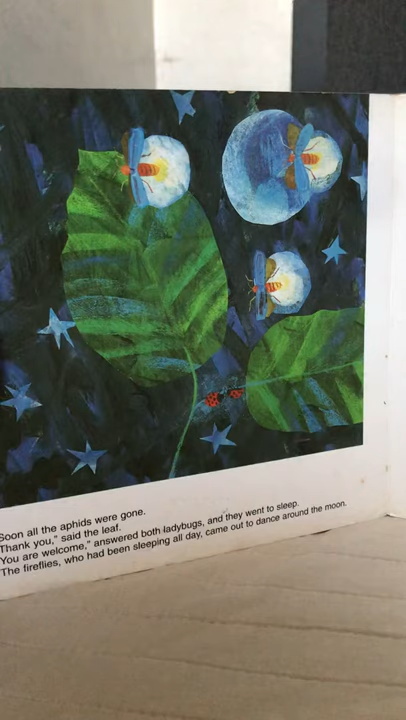 Soon all the aphids were gone.
Thank you," said the leaf.
"You are welcome," answered both ladybugs, and they went to sleep.
The fireflies, who had been sleeping all day, came out to dance around the moon.